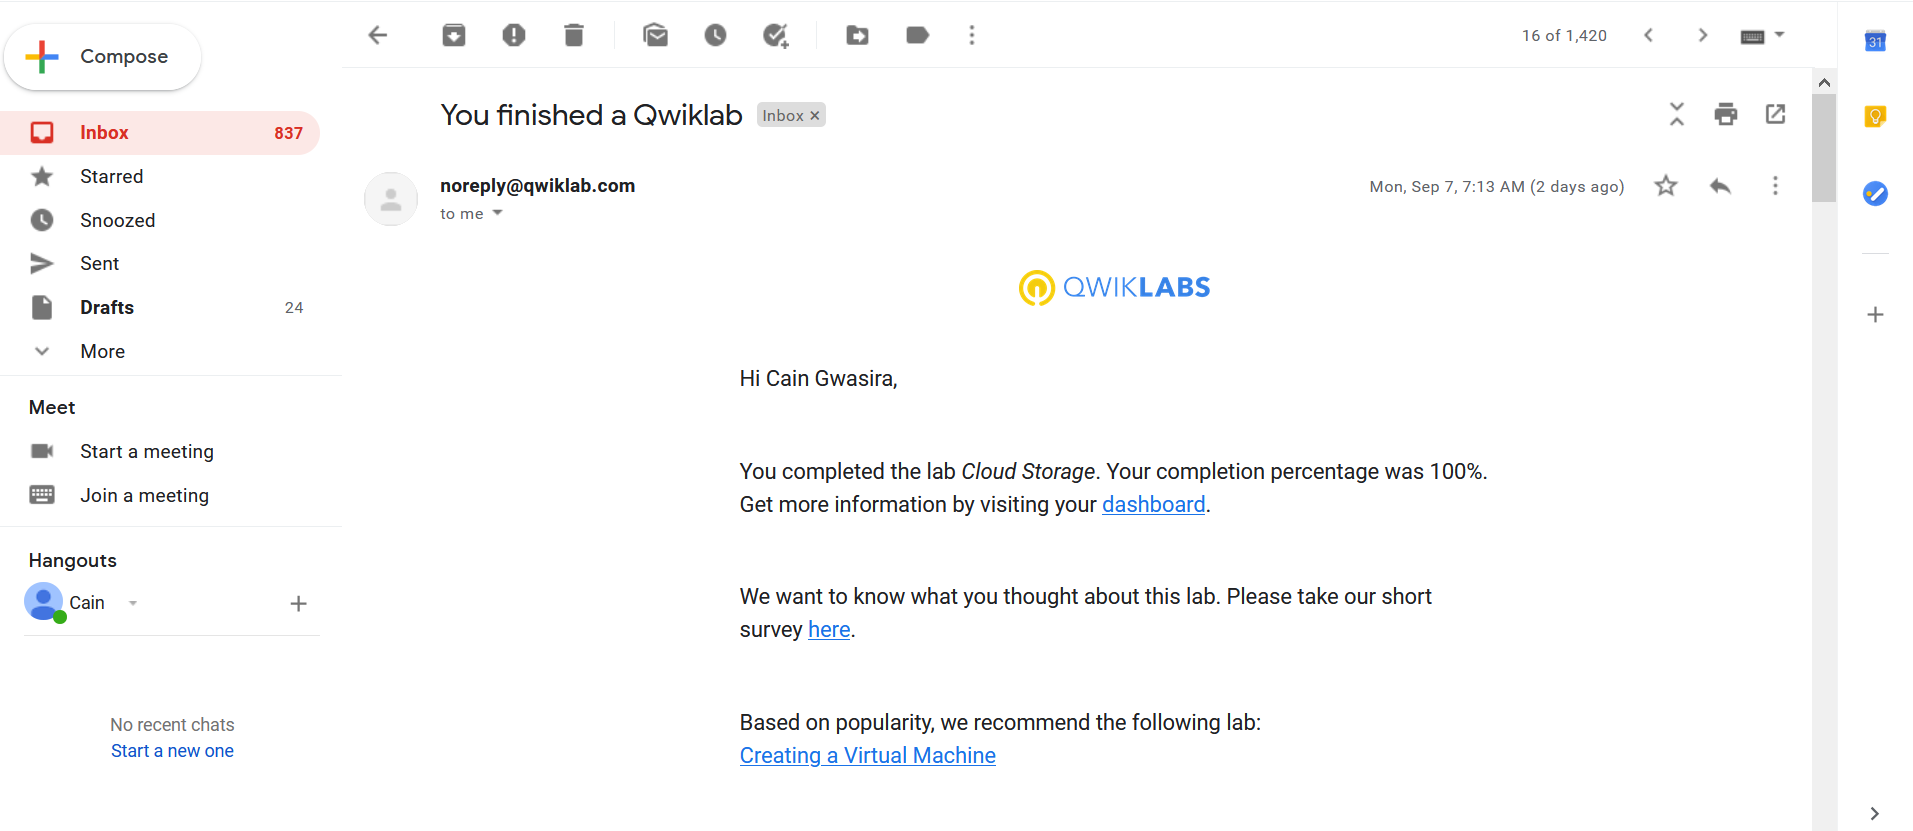 Compose
Inbox 837
Starred
Snoozed
Sent
Drafts 24
More
Meet
Start a meeting
Join a meeting
Hangouts
Cain
No recent chats
Start a new one
16 of 1,420
You finished a Qwiklab Inbox ×
noreply@qwiklab.com Mon, Sep 7, 7:13 AM (2 days ago)
to me
QWIKLABS
Hi Cain Gwasira,
You completed the lab Cloud Storage. Your completion percentage was 100%.
Get more information by visiting your dashboard.
We want to know what you thought about this lab. Please take our short
survey here.
Based on popularity, we recommend the following lab:
Creating a Virtual Machine
31